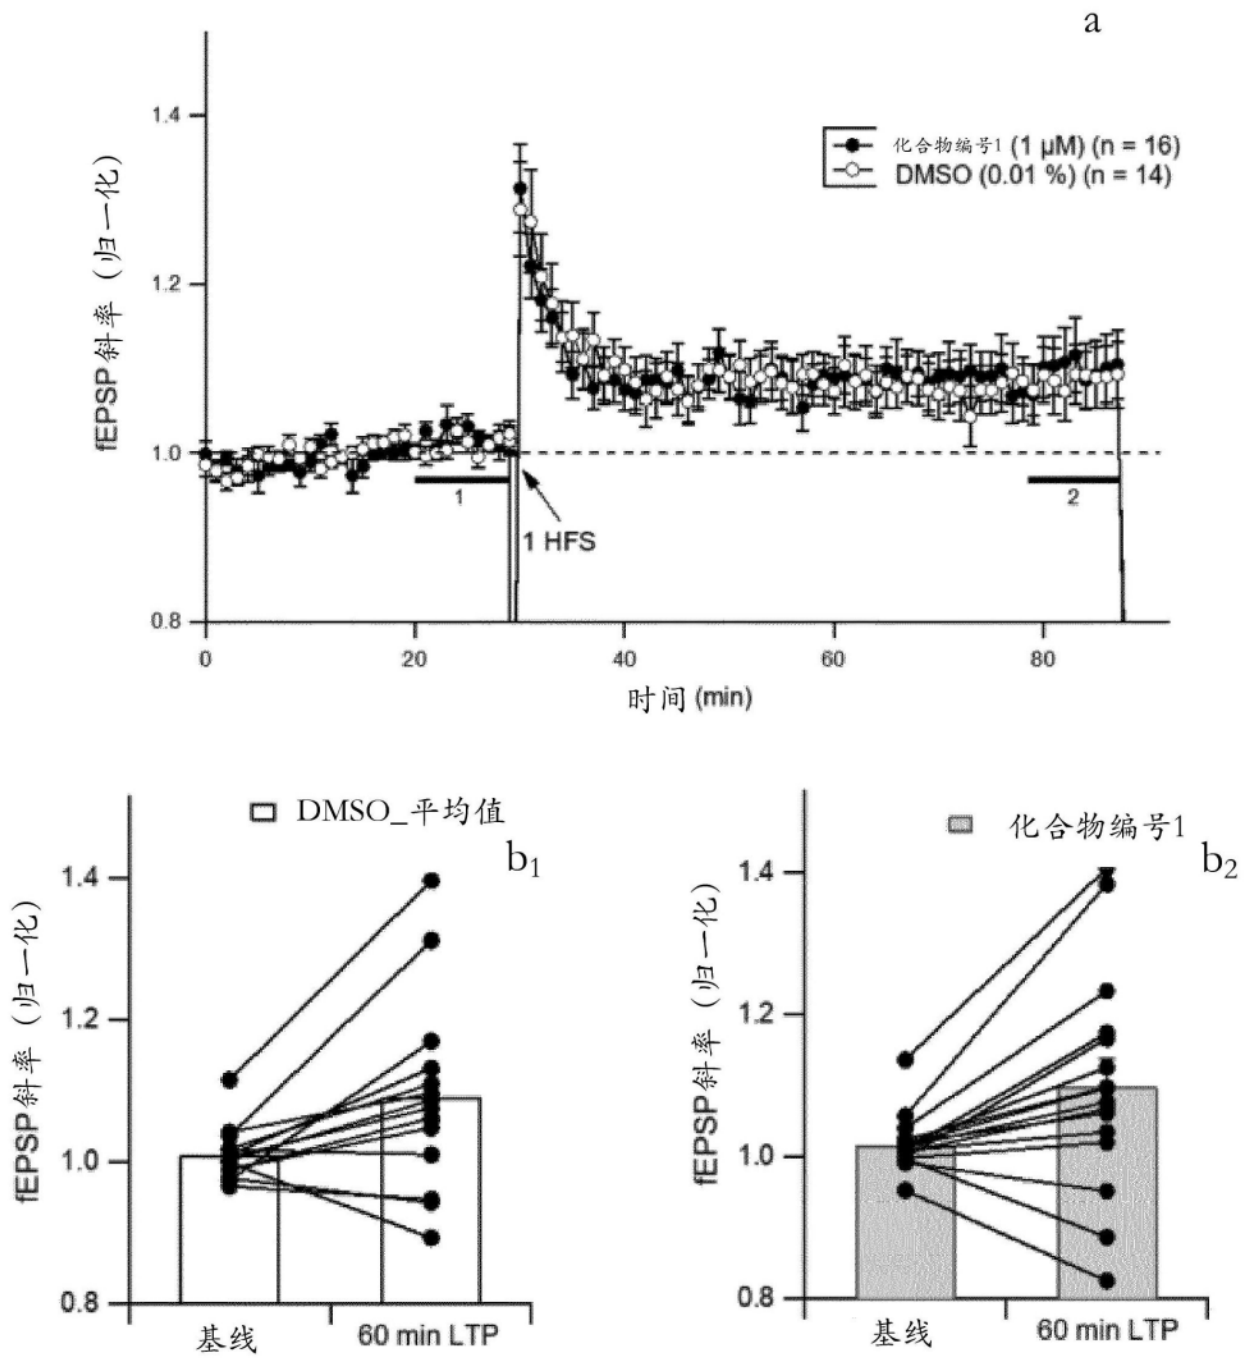 a
1.4
1.2
1.0
0.8
fEPSP斜率 (归一化)
化合物编号1 (1 µM) (n = 16)
DMSO (0.01 %) (n = 14)
1
2
1 HFS
0
20
40
60
80
时间 (min)
DMSO_平均值
b1
1.4
1.2
1.0
0.8
fEPSP斜率 (归一化)
基线
60 min LTP
化合物编号1
b2
1.4
1.2
1.0
0.8
fEPSP斜率 (归一化)
基线
60 min LTP